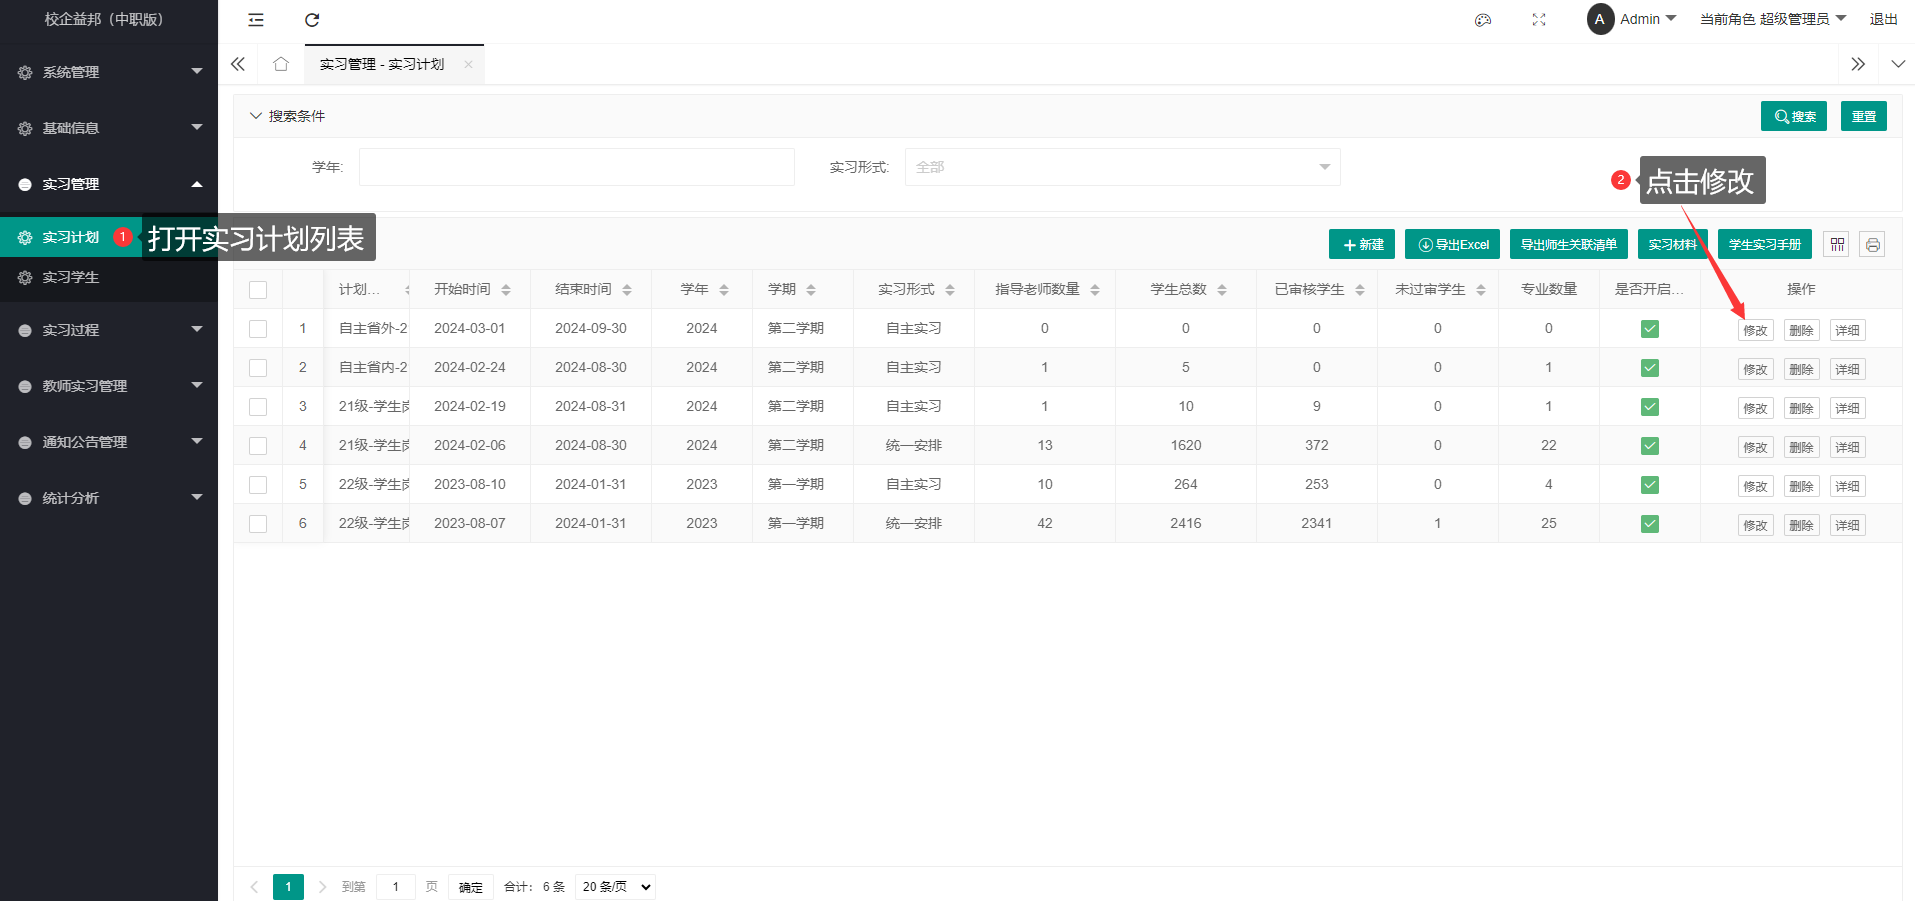 校企益邦（中职版）
Admin
当前角色 超级管理员
退出
系统管理
基础信息
实习管理
实习计划
实习学生
实习过程
教师实习管理
通知公告管理
统计分析
实习管理 - 实习计划
搜索条件
搜索
重置
学年:
实习形式:
全部
2 点击修改
1 打开实习计划列表
新建
导出Excel
导出师生关联清单
实习材料
学生实习手册
计划... 开始时间 结束时间 学年 学期 实习形式 指导老师数量 学生总数 已审核学生 未过审学生 专业数量 是否开启... 操作
1 自主省外-2 2024-03-01 2024-09-30 2024 第二学期 自主实习 0 0 0 0 0 修改 删除 详细
2 自主省内-2 2024-02-24 2024-08-30 2024 第二学期 自主实习 1 5 0 0 1 修改 删除 详细
3 21级-学生岗 2024-02-19 2024-08-31 2024 第二学期 自主实习 1 10 9 0 1 修改 删除 详细
4 21级-学生岗 2024-02-06 2024-08-30 2024 第二学期 统一安排 13 1620 372 0 22 修改 删除 详细
5 22级-学生岗 2023-08-10 2024-01-31 2023 第一学期 自主实习 10 264 253 0 4 修改 删除 详细
6 22级-学生岗 2023-08-07 2024-01-31 2023 第一学期 统一安排 42 2416 2341 1 25 修改 删除 详细
1 到第 1 页 确定 合计： 6 条 20 条/页